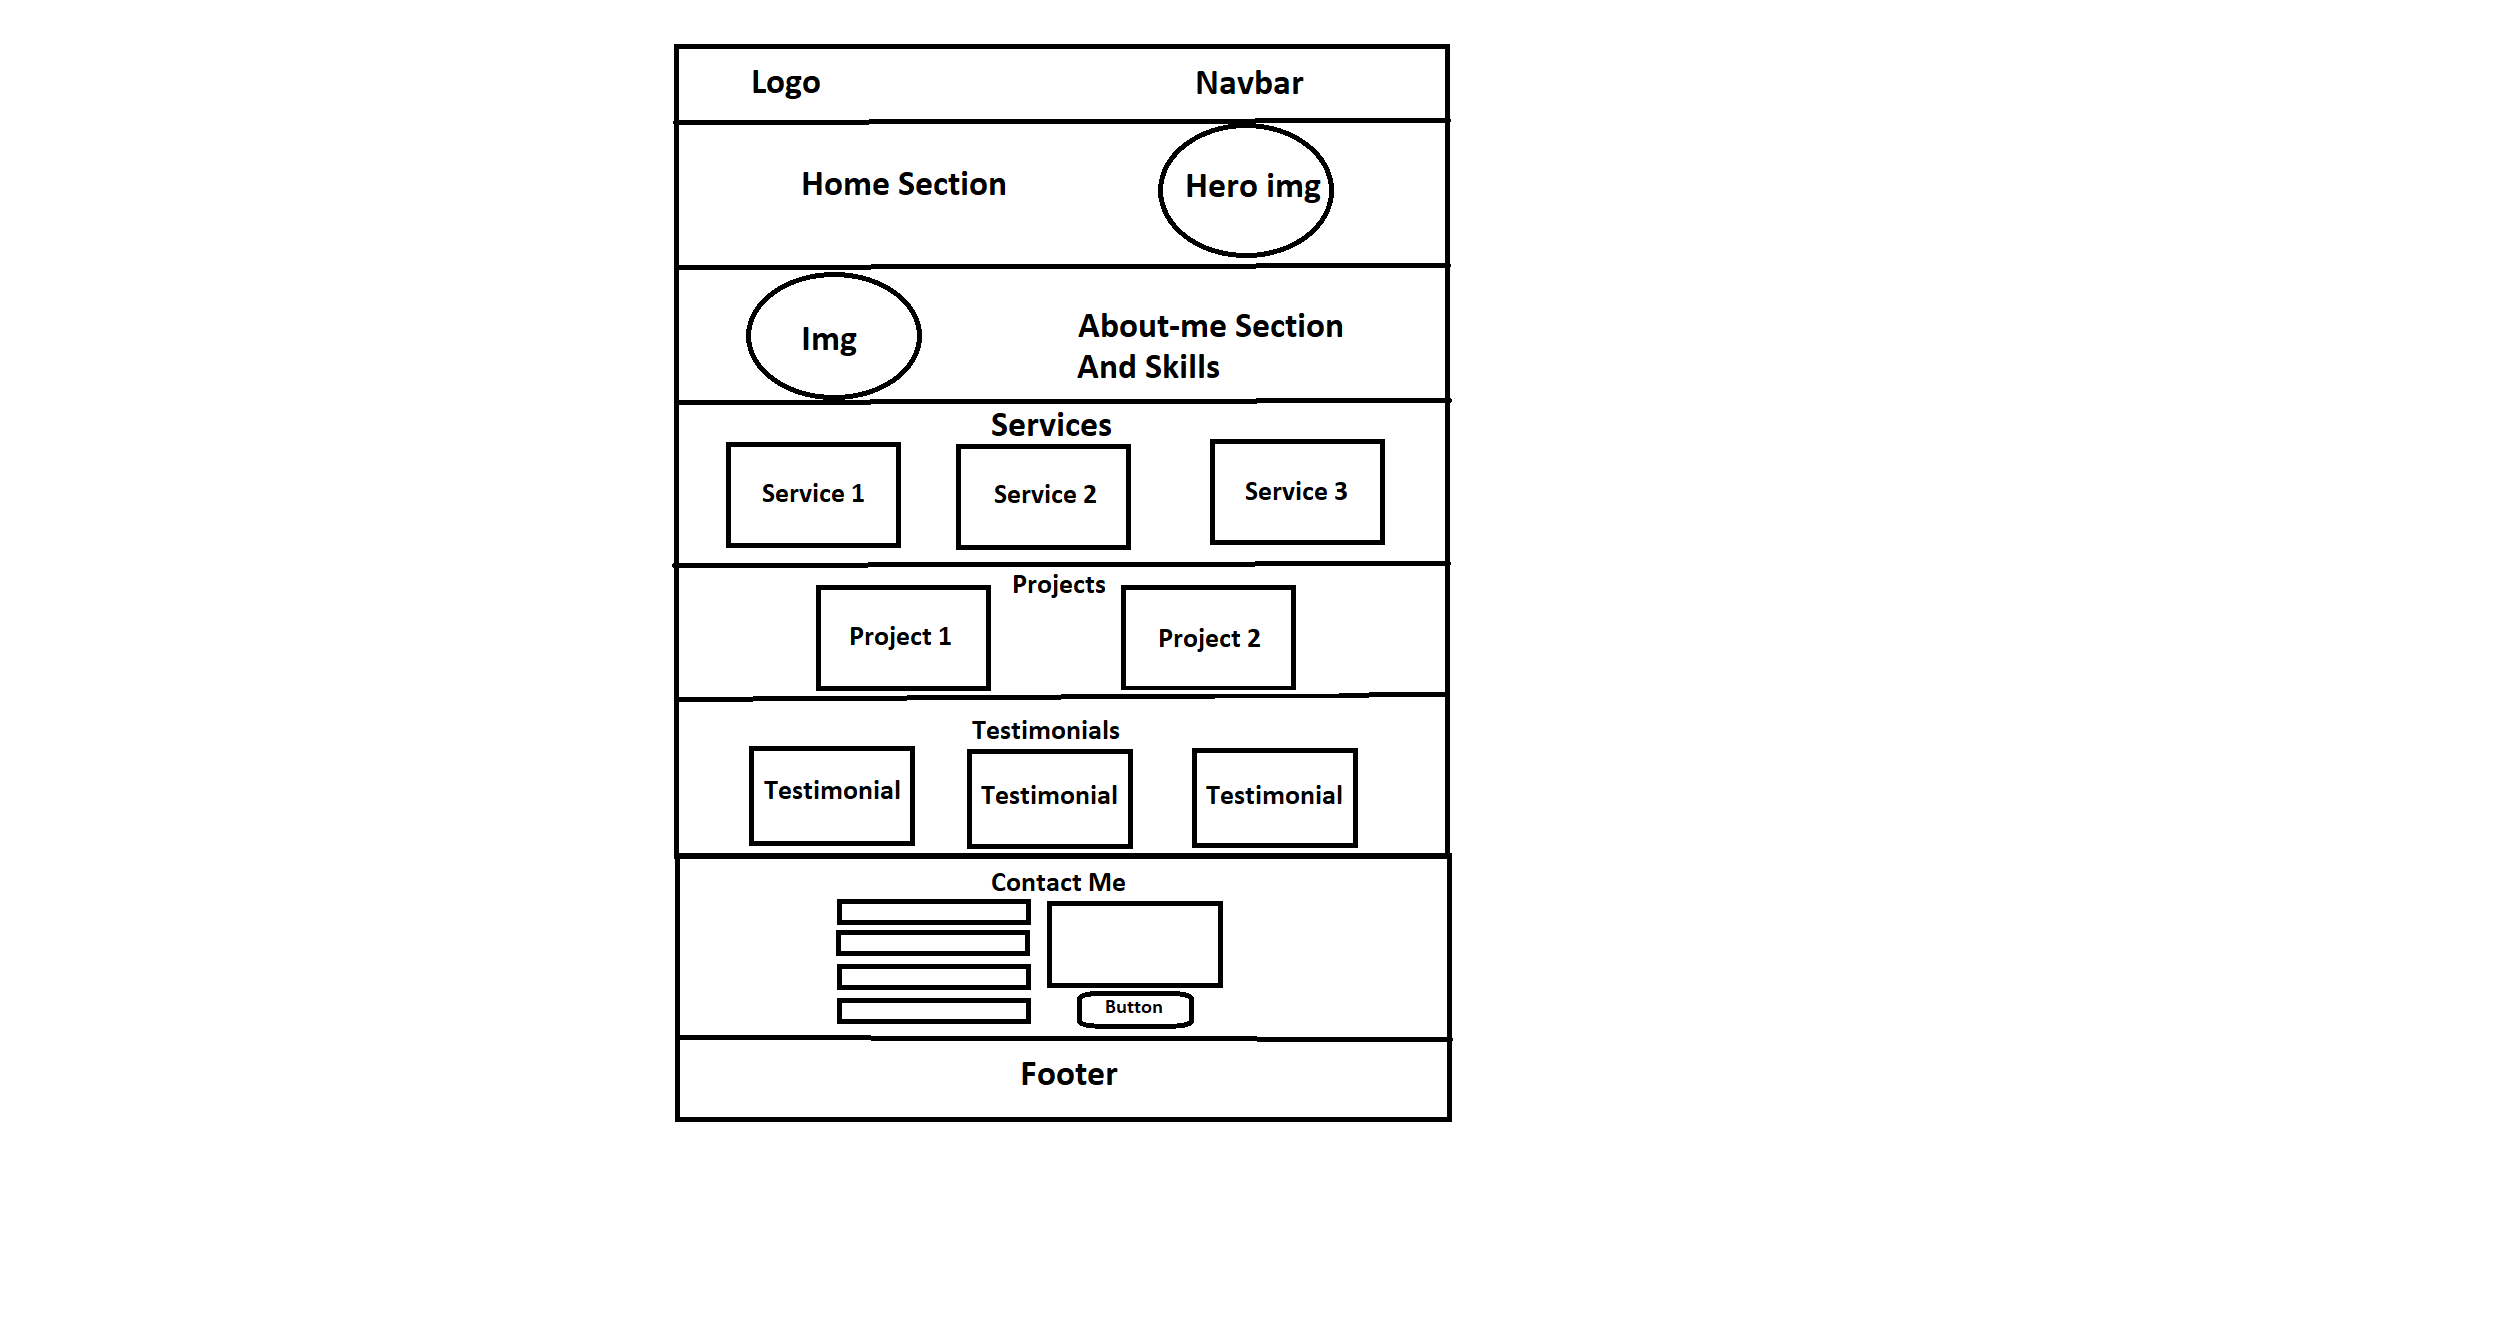 Logo
Navbar
Home Section
Hero img
Img
About-me Section
And Skills
Services
Service 1
Service 2
Service 3
Projects
Project 1
Project 2
Testimonials
Testimonial
Testimonial
Testimonial
Contact Me
Button
Footer